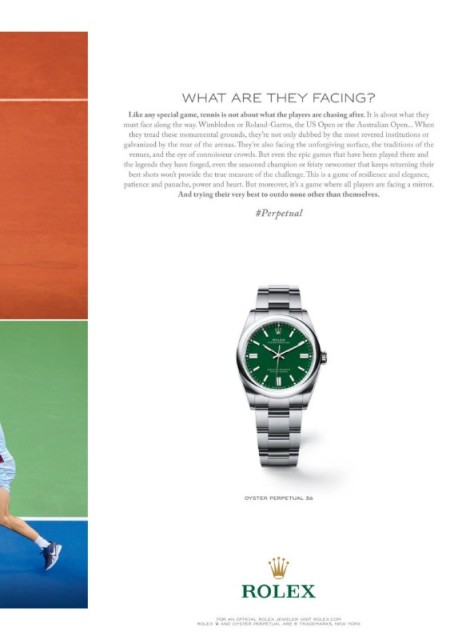 WHAT ARE THEY FACING?
Like any special game, tennis is not about what the players are chasing after. It is about what they
must face along the way. Wimbledon or Roland-Garros, the US Open or the Australian Open... When
they tread these monumental grounds, they're not only dubbed by the most revered institutions or
galvanized by the roar of the arenas. They're also facing the unforgiving surface, the traditions of the
venues, and the eye of connoisseur crowds. But even the epic games that have been played there and
the legends they have forged, even the seasoned champion or feisty newcomer that keeps returning their
best shots won't provide the true measure of the challenge. This is a game of resilience and elegance,
patience and panache, power and heart. But moreover, it's a game where all players are facing a mirror.
And trying their very best to outdo none other than themselves.
#Perpetual
ROLEX
OYSTER PERPETUAL 36
ROLEX
FOR AN OFFICIAL ROLEX JEWELER VISIT ROLEX.COM
ROLEX ® AND OYSTER PERPETUAL ARE ® TRADEMARKS, NEW YORK